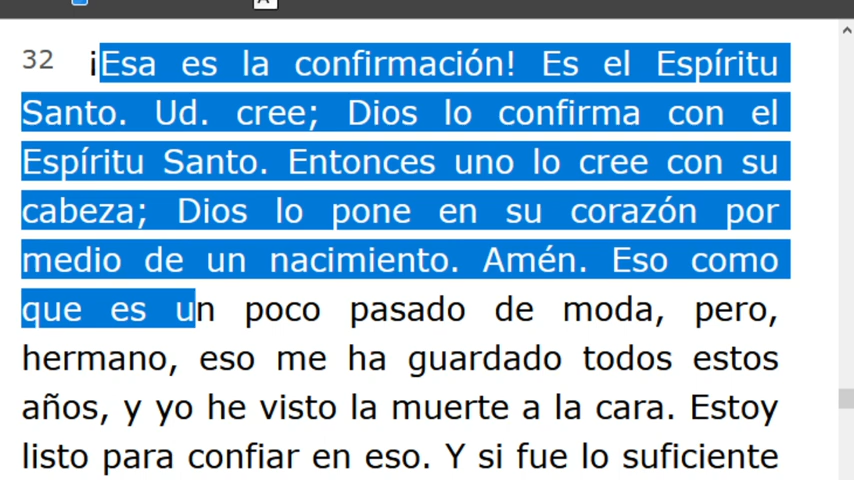 32 ¡Esa es la confirmación! Es el Espíritu
Santo. Ud. cree; Dios lo confirma con el
Espíritu Santo. Entonces uno lo cree con su
cabeza; Dios lo pone en su corazón por
medio de un nacimiento. Amén. Eso como
que es un poco pasado de moda, pero,
hermano, eso me ha guardado todos estos
años, y yo he visto la muerte a la cara. Estoy
listo para confiar en eso. Y si fue lo suficiente